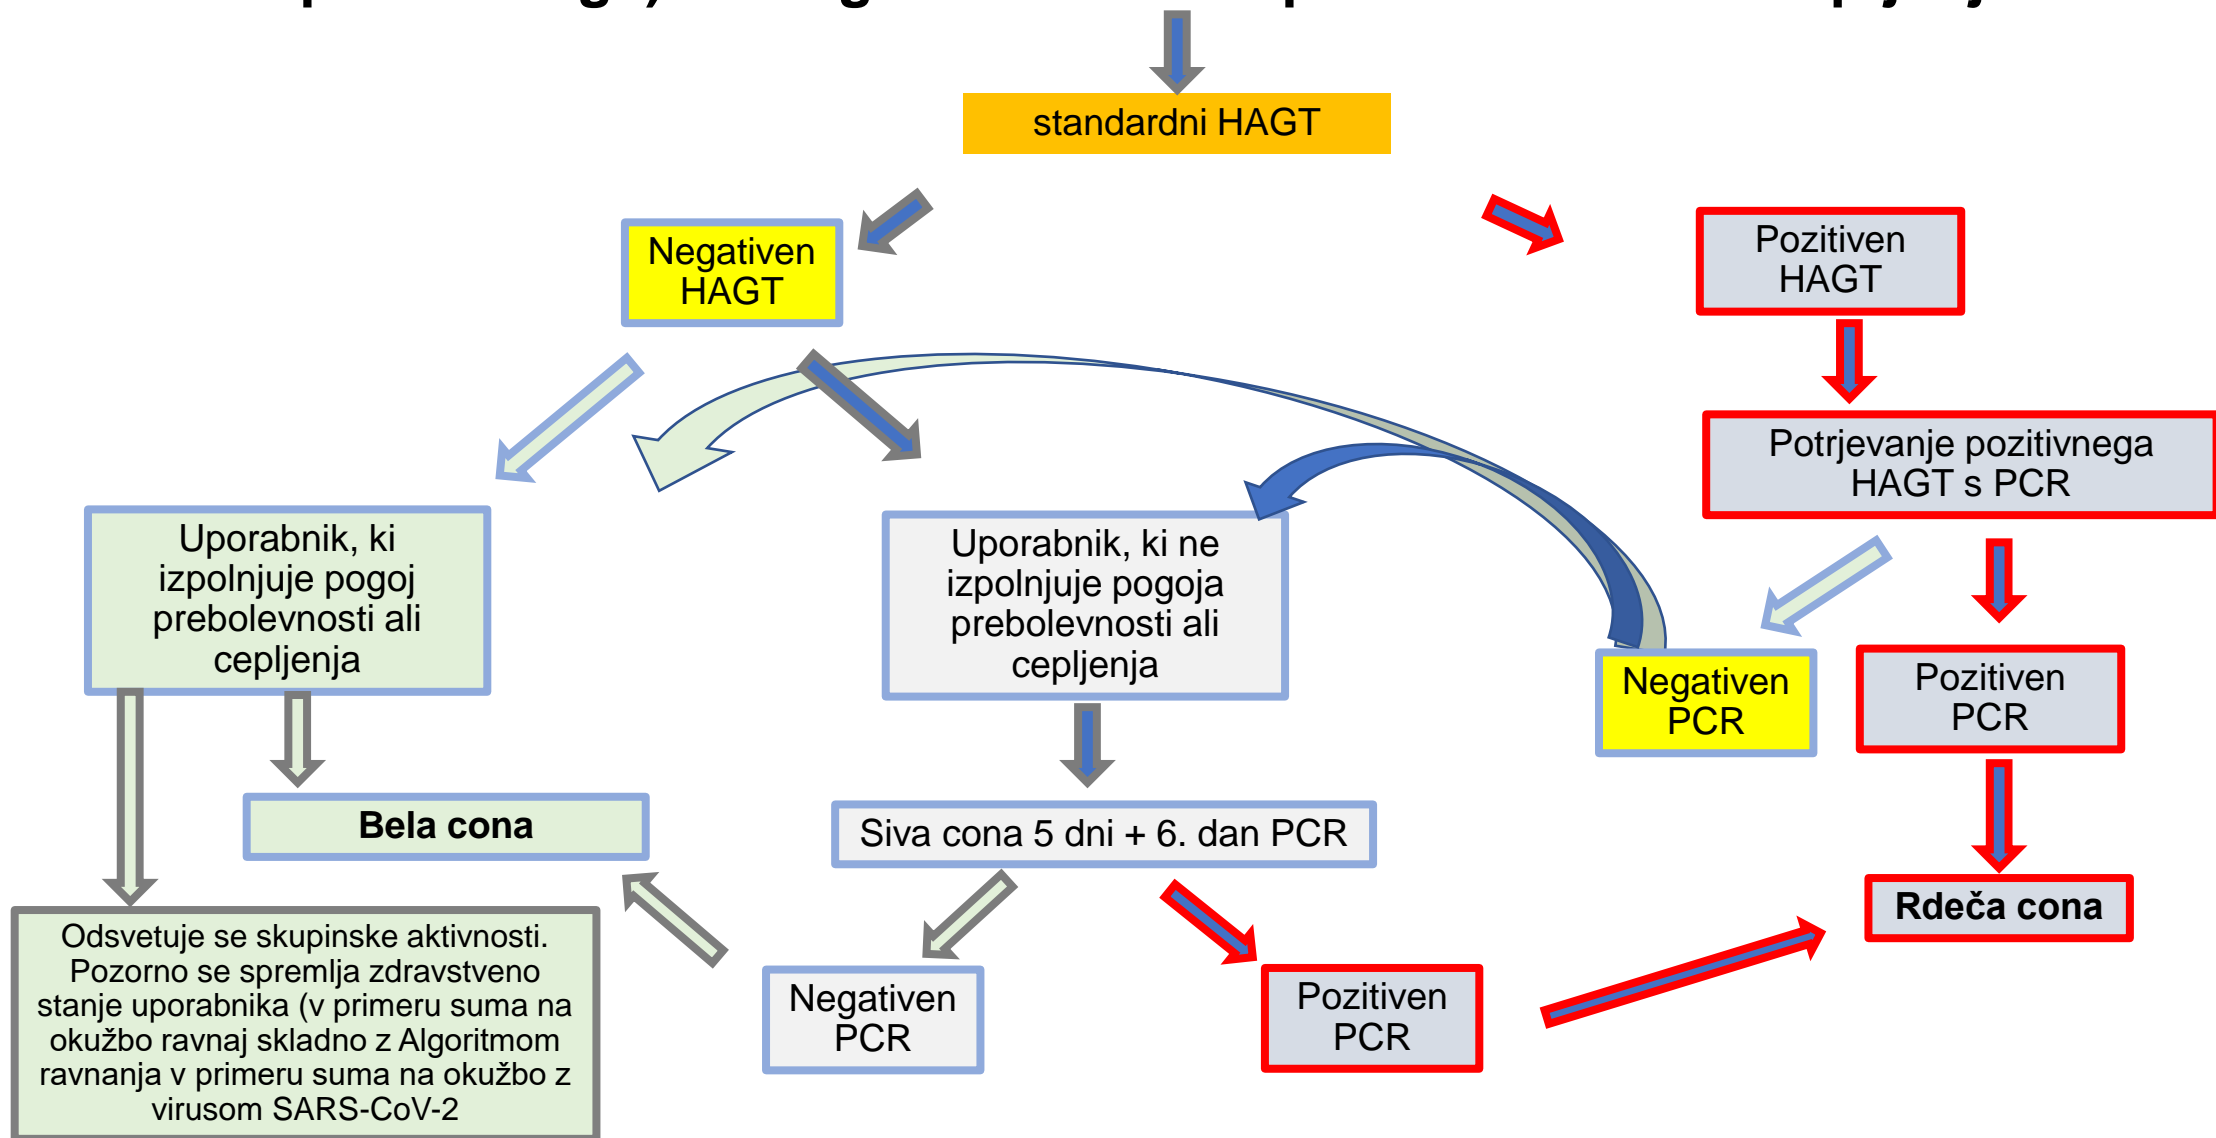 standardni HAGT
Negativen
HAGT
Pozitiven
HAGT
Potrjevanje pozitivnega
HAGT s PCR
Uporabnik, ki
izpolnjuje pogoj
prebolevnosti ali
cepljenja
Uporabnik, ki ne
izpolnjuje pogoja
prebolevnosti ali
cepljenja
Negativen
PCR
Pozitiven
PCR
Bela cona
Siva cona 5 dni + 6. dan PCR
Rdeča cona
Odsvetuje se skupinske aktivnosti.
Pozorno se spremlja zdravstveno
stanje uporabnika (v primeru suma na
okužbo ravnaj skladno z Algoritmom
ravnanja v primeru suma na okužbo z
virusom SARS-CoV-2
Negativen
PCR
Pozitiven
PCR